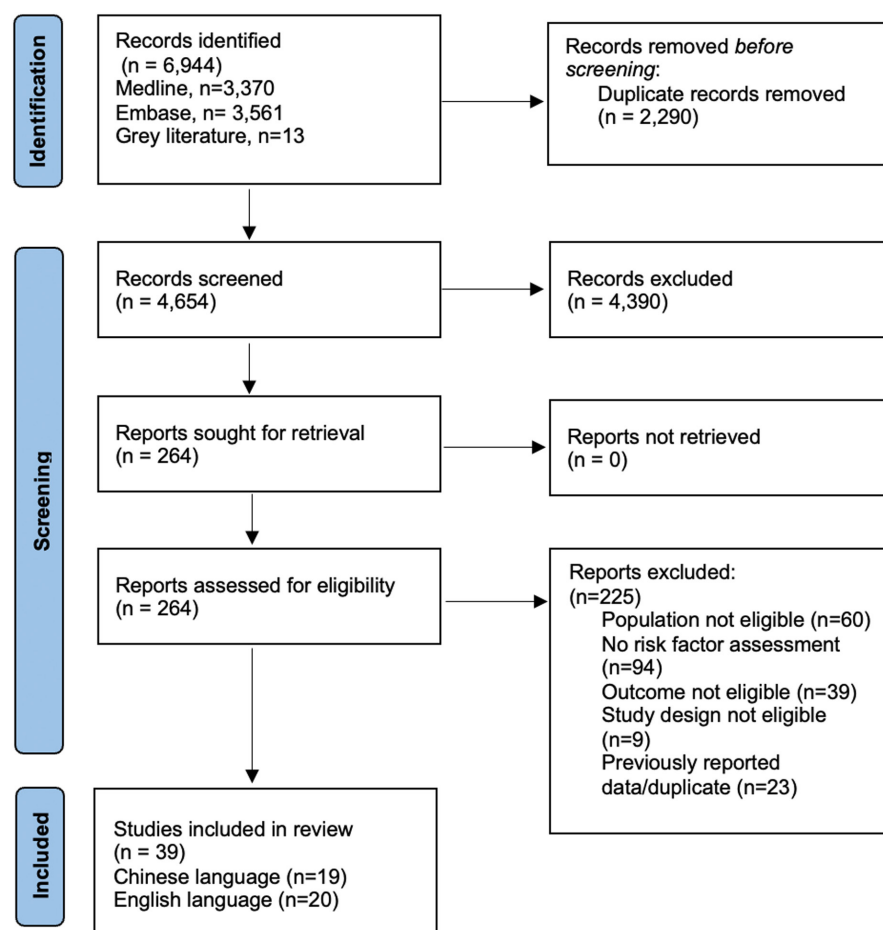 Identification
Records identified
(n = 6,944)
Medline, n=3,370
Embase, n= 3,561
Grey literature, n=13
Records removed before
screening:
Duplicate records removed
(n = 2,290)
Screening
Records screened
(n = 4,654)
Records excluded
(n = 4,390)
Reports sought for retrieval
(n = 264)
Reports not retrieved
(n = 0)
Reports assessed for eligibility
(n = 264)
Reports excluded:
(n=225)
Population not eligible (n=60)
No risk factor assessment
(n=94)
Outcome not eligible (n=39)
Study design not eligible
(n=9)
Previously reported
data/duplicate (n=23)
Included
Studies included in review
(n = 39)
Chinese language (n=19)
English language (n=20)